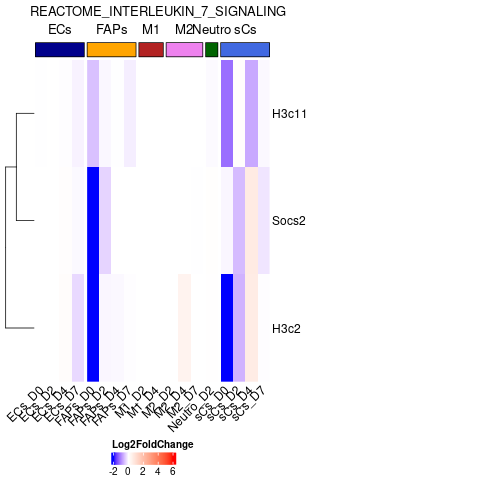 REACTOME_INTERLEUKIN_7_SIGNALING
ECs FAPs M1 M2 Neutro sCs
H3c11
Socs2
H3c2
ECs_D0 ECs_D2 ECs_D4 ECs_D7 FAPs_D0 FAPs_D2 FAPs_D4 FAPs_D7 M1_D2 M1_D4 M2_D2 M2_D4 M2_D7 Neutro_D2 sCs_D0 sCs_D2 sCs_D4 sCs_D7
Log2FoldChange
-2 0 2 4 6